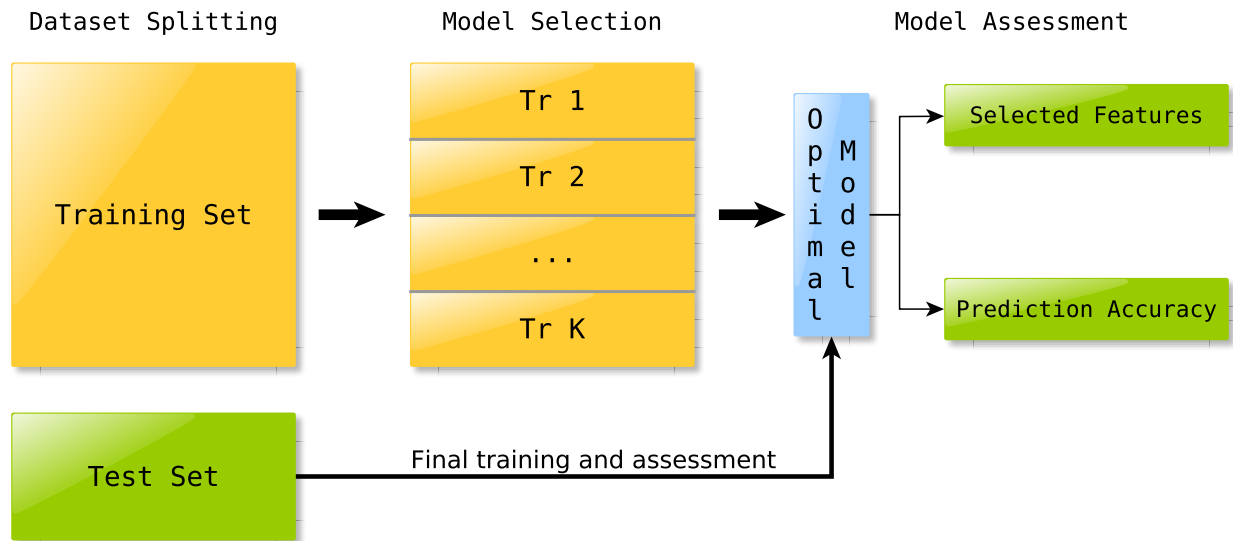 Dataset Splitting
Model Selection
Model Assessment
Training Set
Tr 1
Tr 2
...
Tr K
Optimal
Model
Selected Features
Prediction Accuracy
Test Set
Final training and assessment